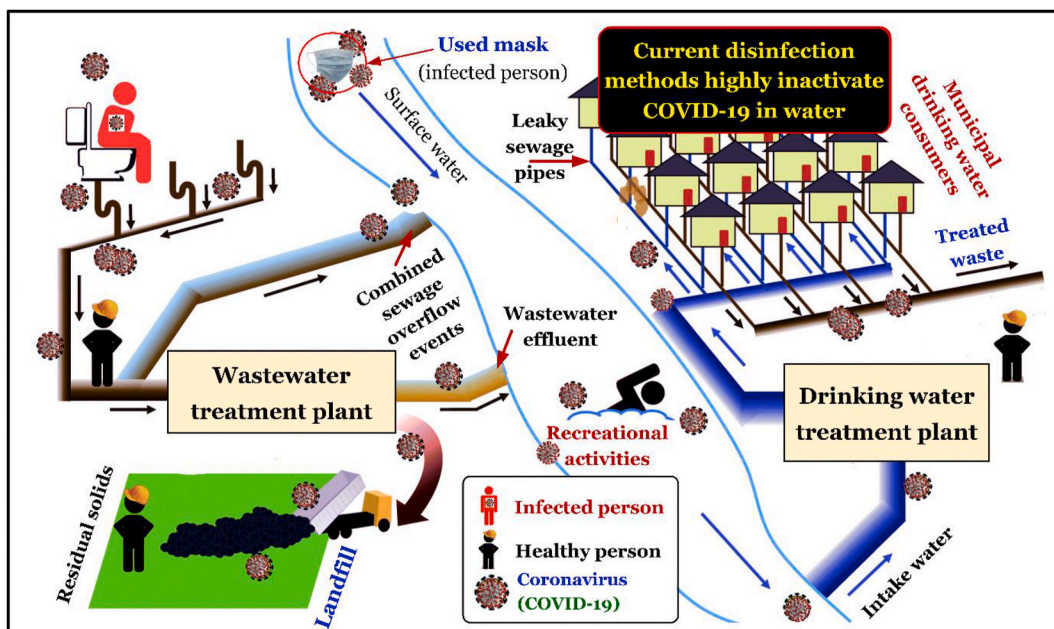 Used mask
(infected person)
Current disinfection
methods highly inactivate
COVID-19 in water
Surface water
Leaky
sewage
pipes
Municipal
drinking water
consumers
Treated
waste
Combined
sewage
overflow
events
Wastewater
effluent
Wastewater
treatment plant
Drinking water
treatment plant
Recreational
activities
Residual solids
Landfill
Infected person
Healthy person
Coronavirus
(COVID-19)
Intake water